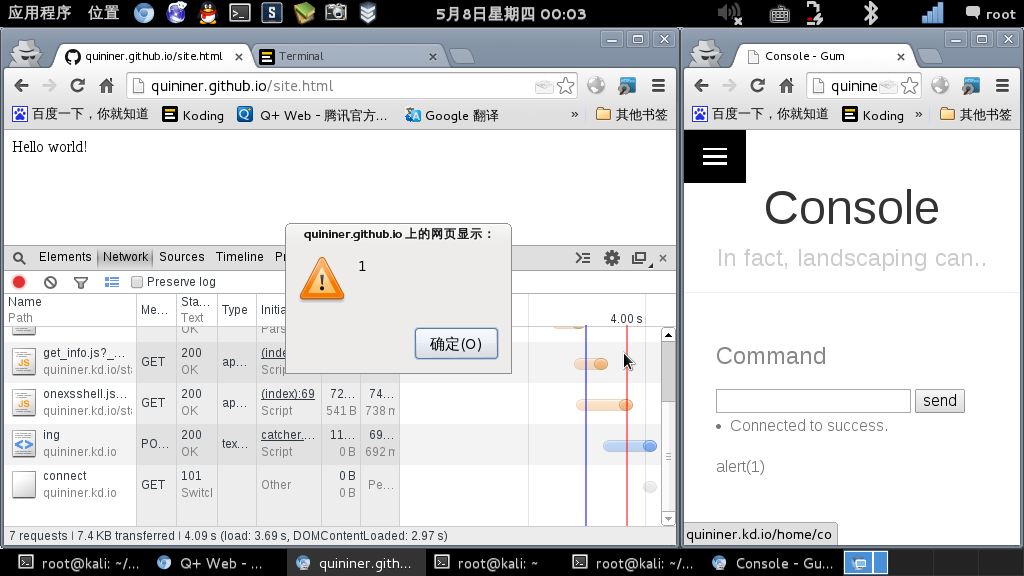 应用程序 位置 5月8日星期四 00:03 root
quininer.github.io/site.html Terminal
quininer.github.io/site.html
百度一下，你就知道 Koding Q+ Web - 腾讯官方... Google 翻译 » 其他书签
Hello world!
quininer.github.io 上的网页显示：
1
确定(O)
Elements Network Sources Timeline
Preserve log
Name Me... Sta... Type
Path Text
4.00 s
OK
get_info.js?_... GET 200 ap...
quininer.kd.io/sta OK
onexsshell.js... GET 200 ap... (index):69 72... 74...
quininer.kd.io/sta OK Script 541 B 738 m
ing PO... 200 tex... catcher.... 11... 69...
quininer.kd.io OK Script 0 B 692 m
connect GET 101 Other 0 B Pe...
quininer.kd.io Switcl 0 B
7 requests | 7.4 KB transferred | 4.09 s (load: 3.69 s, DOMContentLoaded: 2.97 s)
Console - Gum
quinine
百度一下，你就知道 Koding » 其他书签
Console
In fact, landscaping can..
Command
send
Connected to success.
alert(1)
quininer.kd.io/home/co
root@kali: ~/... Q+ Web - ... quininer.gith... root@kali: ~ root@kali: ~/... Console - Gu...